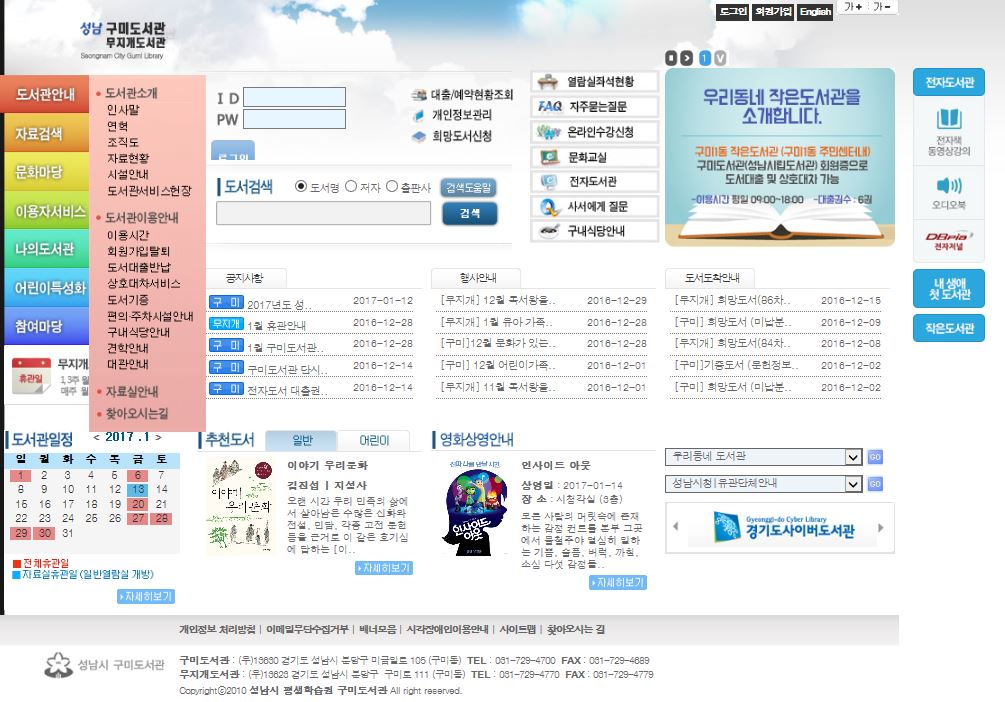 로그인 회원가입 English 가+ 가-
성남 구미도서관
무지개도서관
Seongnam City Gumi Library
도서관안내
자료검색
문화마당
이용자서비스
나의도서관
어린이특성화
참여마당
도서관소개
인사말
연혁
조직도
자료현황
시설안내
도서관서비스헌장
도서관이용안내
이용시간
회원가입탈퇴
도서대출반납
상호대차서비스
도서기증
편의·주차시설안내
구내식당안내
견학안내
대관안내
자료실안내
찾아오시는길
I D
PW
로그인
대출/예약현황조회
개인정보관리
희망도서신청
도서검색 도서명 저자 출판사 검색도움말
검색
열람실좌석현황
FAQ 자주묻는질문
온라인수강신청
문화교실
전자도서관
사서에게 질문
구내식당안내
1
우리동네 작은도서관을
소개합니다.
구미1동 작은도서관 (구미1동 주민센터내)
구미도서관(성남시립도서관) 회원증으로
도서대출 및 상호대차 가능
-이용시간 평일 09:00~18:00 -대출권수 : 6권
전자도서관
전자책
동영상강의
오디오북
DBpia
전자저널
내 생애
첫 도서관
작은도서관
공지사항
구 미 2017년도 성.. 2017-01-12
무지개 1월 휴관안내 2016-12-28
구 미 1월 구미도서관.. 2016-12-28
구 미 구미도서관 단시.. 2016-12-14
구 미 전자도서 대출권.. 2016-12-14
행사안내
[무지개] 12월 독서왕을.. 2016-12-29
[무지개] 1월 유아 가족.. 2016-12-28
[구미]12월 문화가 있는.. 2016-12-28
[구미] 12월 어린이가족.. 2016-12-01
[무지개] 11월 독서왕을.. 2016-12-01
도서도착안내
[무지개] 희망도서(86차.. 2016-12-15
[구미] 희망도서 (미납분.. 2016-12-09
[무지개] 희망도서(84차.. 2016-12-08
[구미]기증도서 (문헌정보.. 2016-12-02
[구미] 희망도서 (미납분.. 2016-12-02
휴관일
무지개
1,3주 월
매주 월
도서관일정 < 2017 . 1 >
일 월 화 수 목 금 토
1 2 3 4 5 6 7
8 9 10 11 12 13 14
15 16 17 18 19 20 21
22 23 24 25 26 27 28
29 30 31
전체휴관일
자료실휴관일 (일반열람실 개방)
자세히보기
추천도서 일반 어린이
이야기 우리문화
이야기 우리문화
김진섭 | 지성사
오랜 시간 우리 민족의 삶에
서 살아남은 수많은 신화와
전설, 민담, 각종 고전 문헌
등을 근거로 이 같은 호기심
에 답하는 [이..
자세히보기
영화상영안내
인사이드
아웃
인사이드 아웃
상영일 : 2017-01-14
장 소 : 시청각실 (3층)
모든 사람의 머릿속에 존재
하는 감정 컨트롤 본부 그곳
에서 불철주야 열심히 일하
는 기쁨, 슬픔, 버럭, 까칠,
소심 다섯 감정들..
자세히보기
우리동네 도서관 GO
성남시청|유관단체안내 GO
Gyeonggi-do Cyber Library
경기도사이버도서관
개인정보 처리방침 | 이메일무단수집거부 | 배너모음 | 시각장애인이용안내 | 사이트맵 | 찾아오시는 길
성남시 구미도서관
구미도서관 : (우)13630 경기도 성남시 분당구 미금일로 105 (구미동) TEL : 031-729-4700 FAX : 031-729-4689
무지개도서관 : (우)13623 경기도 성남시 분당구 구미로 111 (구미동) TEL : 031-729-4770 FAX : 031-729-4779
Copyrightⓒ2010 성남시 평생학습원 구미도서관 All right reserved.